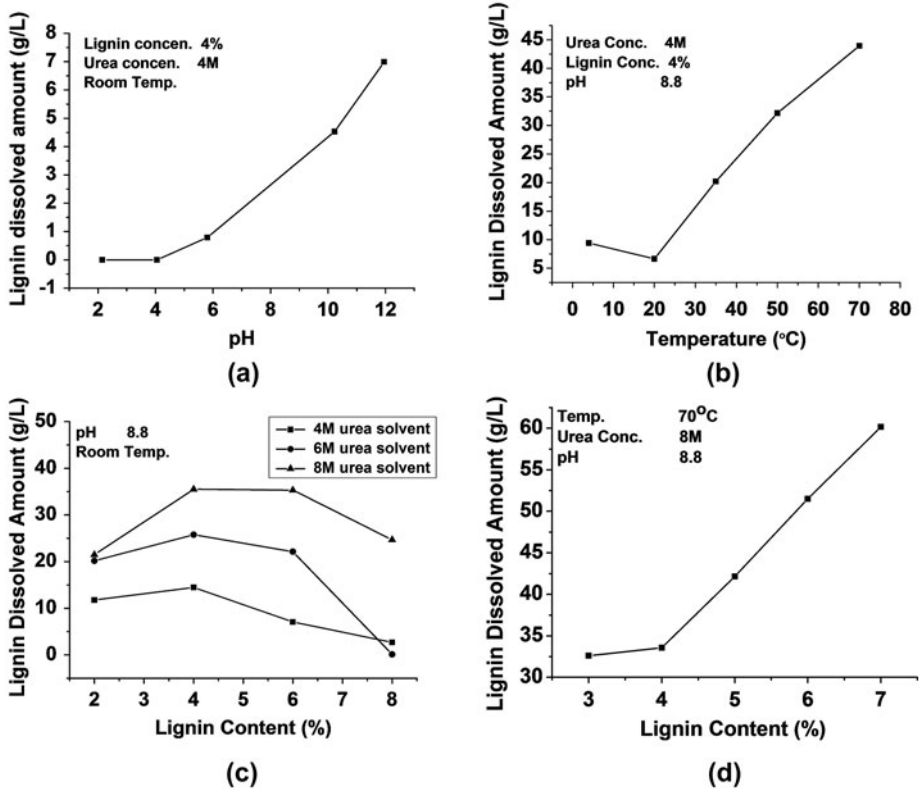 Lignin dissolved amount (g/L)
8
7
6
5
4
3
2
1
0
-1
Lignin concen. 4%
Urea concen. 4M
Room Temp.
2 4 6 8 10 12
pH
(a)
Lignin Dissolved Amount (g/L)
45
40
35
30
25
20
15
10
5
Urea Conc. 4M
Lignin Conc. 4%
pH 8.8
0 10 20 30 40 50 60 70 80
Temperature (°C)
(b)
Lignin Dissolved Amount (g/L)
50
40
30
20
10
0
pH 8.8
Room Temp.
4M urea solvent
6M urea solvent
8M urea solvent
2 3 4 5 6 7 8
Lignin Content (%)
(c)
Lignin Dissolved Amount (g/L)
60
55
50
45
40
35
30
Temp. 70°C
Urea Conc. 8M
pH 8.8
3 4 5 6 7
Lignin Content (%)
(d)